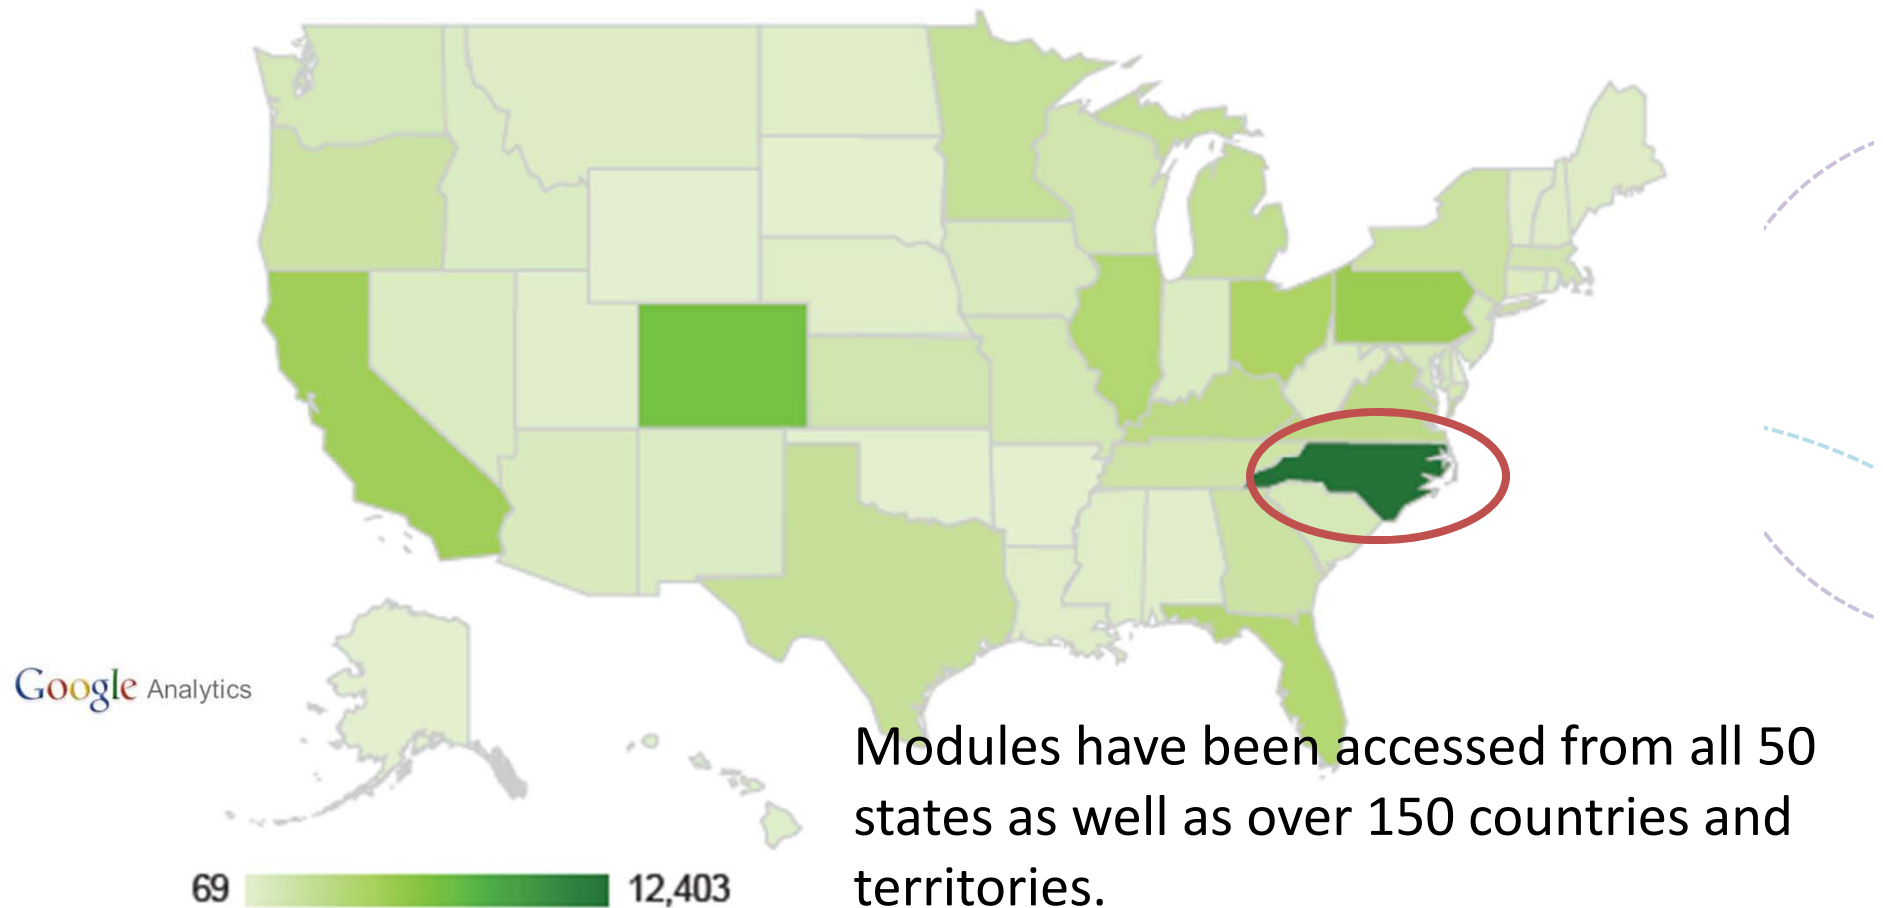 Google Analytics
Modules have been accessed from all 50
states as well as over 150 countries and
territories.
69
12,403